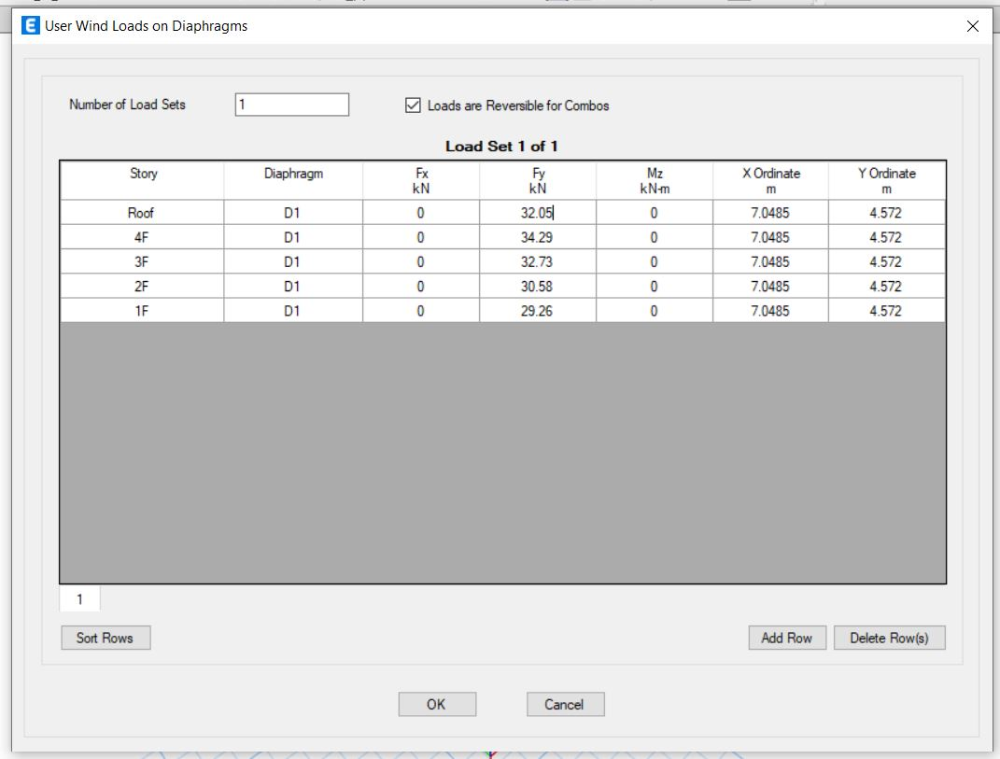 E User Wind Loads on Diaphragms
Number of Load Sets 1 Loads are Reversible for Combos
Load Set 1 of 1
Story Diaphragm Fx Fy Mz X Ordinate Y Ordinate
kN kN kN-m m m
Roof D1 0 32.05 0 7.0485 4.572
4F D1 0 34.29 0 7.0485 4.572
3F D1 0 32.73 0 7.0485 4.572
2F D1 0 30.58 0 7.0485 4.572
1F D1 0 29.26 0 7.0485 4.572
1
Sort Rows Add Row Delete Row(s)
OK Cancel